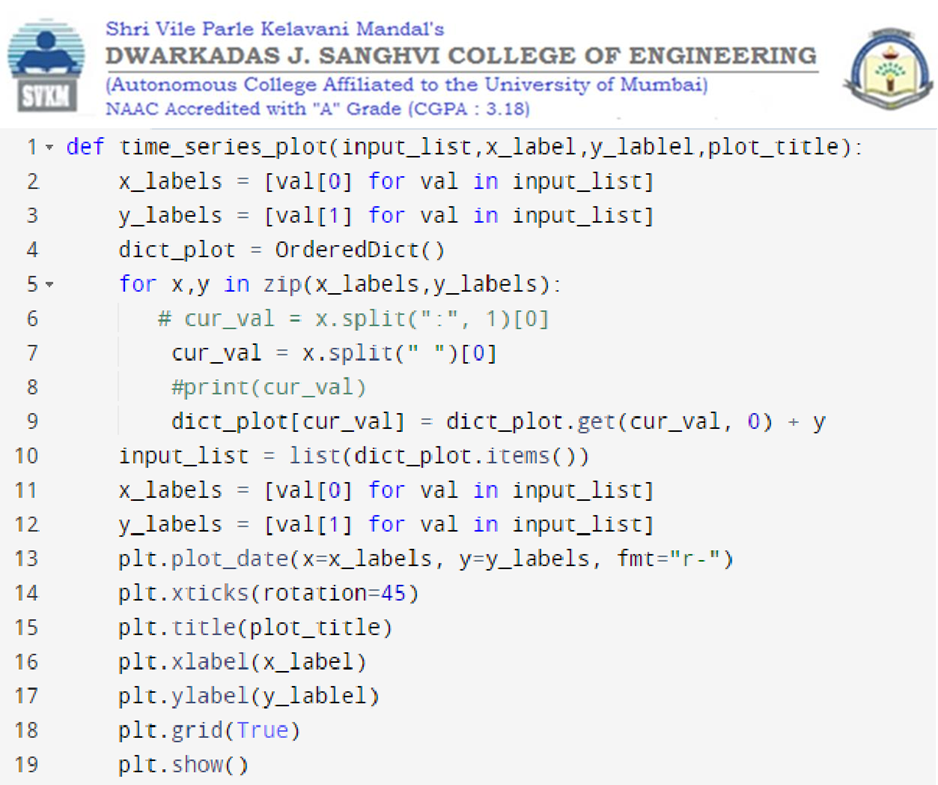 Shri Vile Parle Kelavani Mandal's
DWARKADAS J. SANGHVI COLLEGE OF ENGINEERING
(Autonomous College Affiliated to the University of Mumbai)
NAAC Accredited with "A" Grade (CGPA : 3.18)
SVKM
1 def time_series_plot(input_list,x_label,y_lablel,plot_title):
2     x_labels = [val[0] for val in input_list]
3     y_labels = [val[1] for val in input_list]
4     dict_plot = OrderedDict()
5     for x,y in zip(x_labels,y_labels):
6        # cur_val = x.split(":", 1)[0]
7         cur_val = x.split(" ")[0]
8         #print(cur_val)
9         dict_plot[cur_val] = dict_plot.get(cur_val, 0) + y
10     input_list = list(dict_plot.items())
11     x_labels = [val[0] for val in input_list]
12     y_labels = [val[1] for val in input_list]
13     plt.plot_date(x=x_labels, y=y_labels, fmt="r-")
14     plt.xticks(rotation=45)
15     plt.title(plot_title)
16     plt.xlabel(x_label)
17     plt.ylabel(y_lablel)
18     plt.grid(True)
19     plt.show()